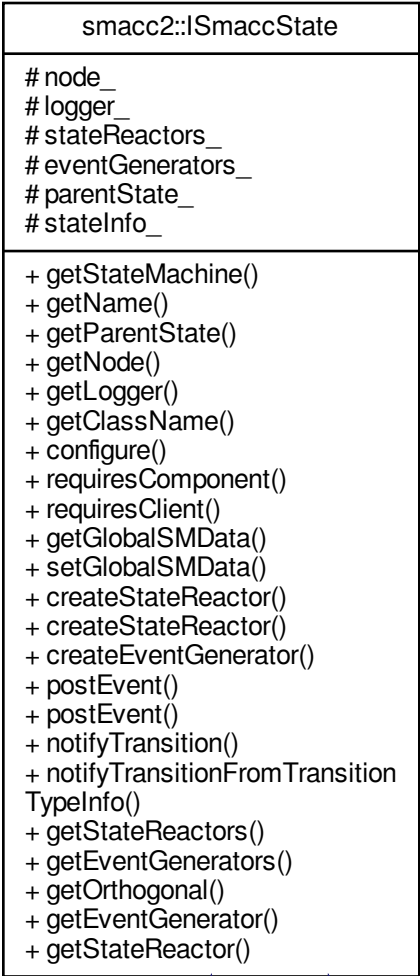 smacc2::ISmaccState
# node_
# logger_
# stateReactors_
# eventGenerators_
# parentState_
# stateInfo_
+ getStateMachine()
+ getName()
+ getParentState()
+ getNode()
+ getLogger()
+ getClassName()
+ configure()
+ requiresComponent()
+ requiresClient()
+ getGlobalSMData()
+ setGlobalSMData()
+ createStateReactor()
+ createStateReactor()
+ createEventGenerator()
+ postEvent()
+ postEvent()
+ notifyTransition()
+ notifyTransitionFromTransition
TypeInfo()
+ getStateReactors()
+ getEventGenerators()
+ getOrthogonal()
+ getEventGenerator()
+ getStateReactor()